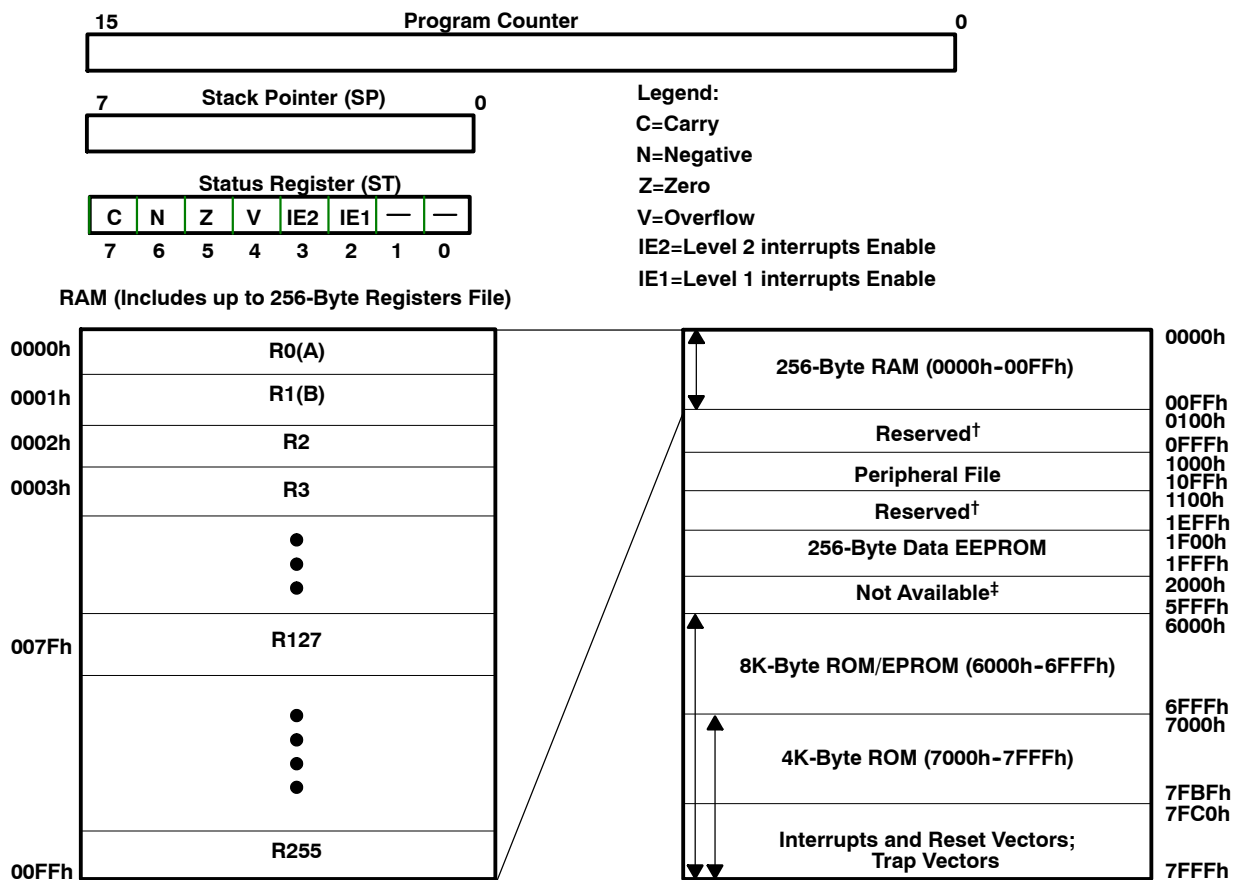 15 Program Counter 0
7 Stack Pointer (SP) 0
Status Register (ST)
C N Z V IE2 IE1 — —
7 6 5 4 3 2 1 0
Legend:
C=Carry
N=Negative
Z=Zero
V=Overflow
IE2=Level 2 interrupts Enable
IE1=Level 1 interrupts Enable
RAM (Includes up to 256-Byte Registers File)
0000h R0(A)
0001h R1(B)
0002h R2
0003h R3
007Fh R127
R255
00FFh
0000h
256-Byte RAM (0000h-00FFh)
00FFh
0100h
Reserved†
0FFFh
1000h
Peripheral File
10FFh
1100h
Reserved†
1EFFh
1F00h
256-Byte Data EEPROM
1FFFh
2000h
Not Available‡
5FFFh
6000h
8K-Byte ROM/EPROM (6000h-6FFFh)
6FFFh
7000h
4K-Byte ROM (7000h-7FFFh)
7FBFh
7FC0h
Interrupts and Reset Vectors;
Trap Vectors
7FFFh